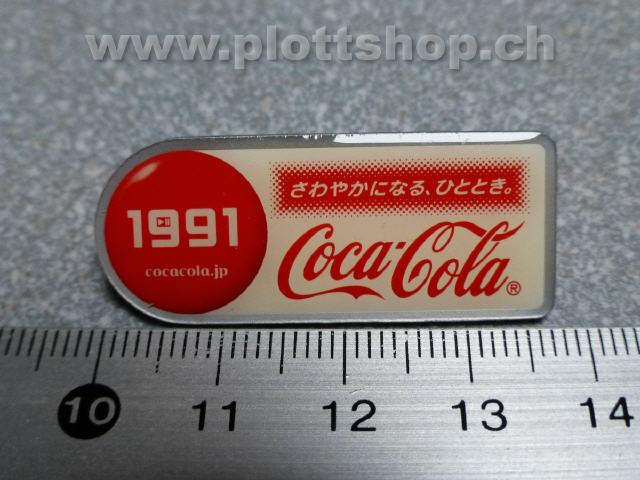 www.plottshop.ch
さわやかになる、ひととき。
1991
cocacola.jp
Coca-Cola®
10 11 12 13 14